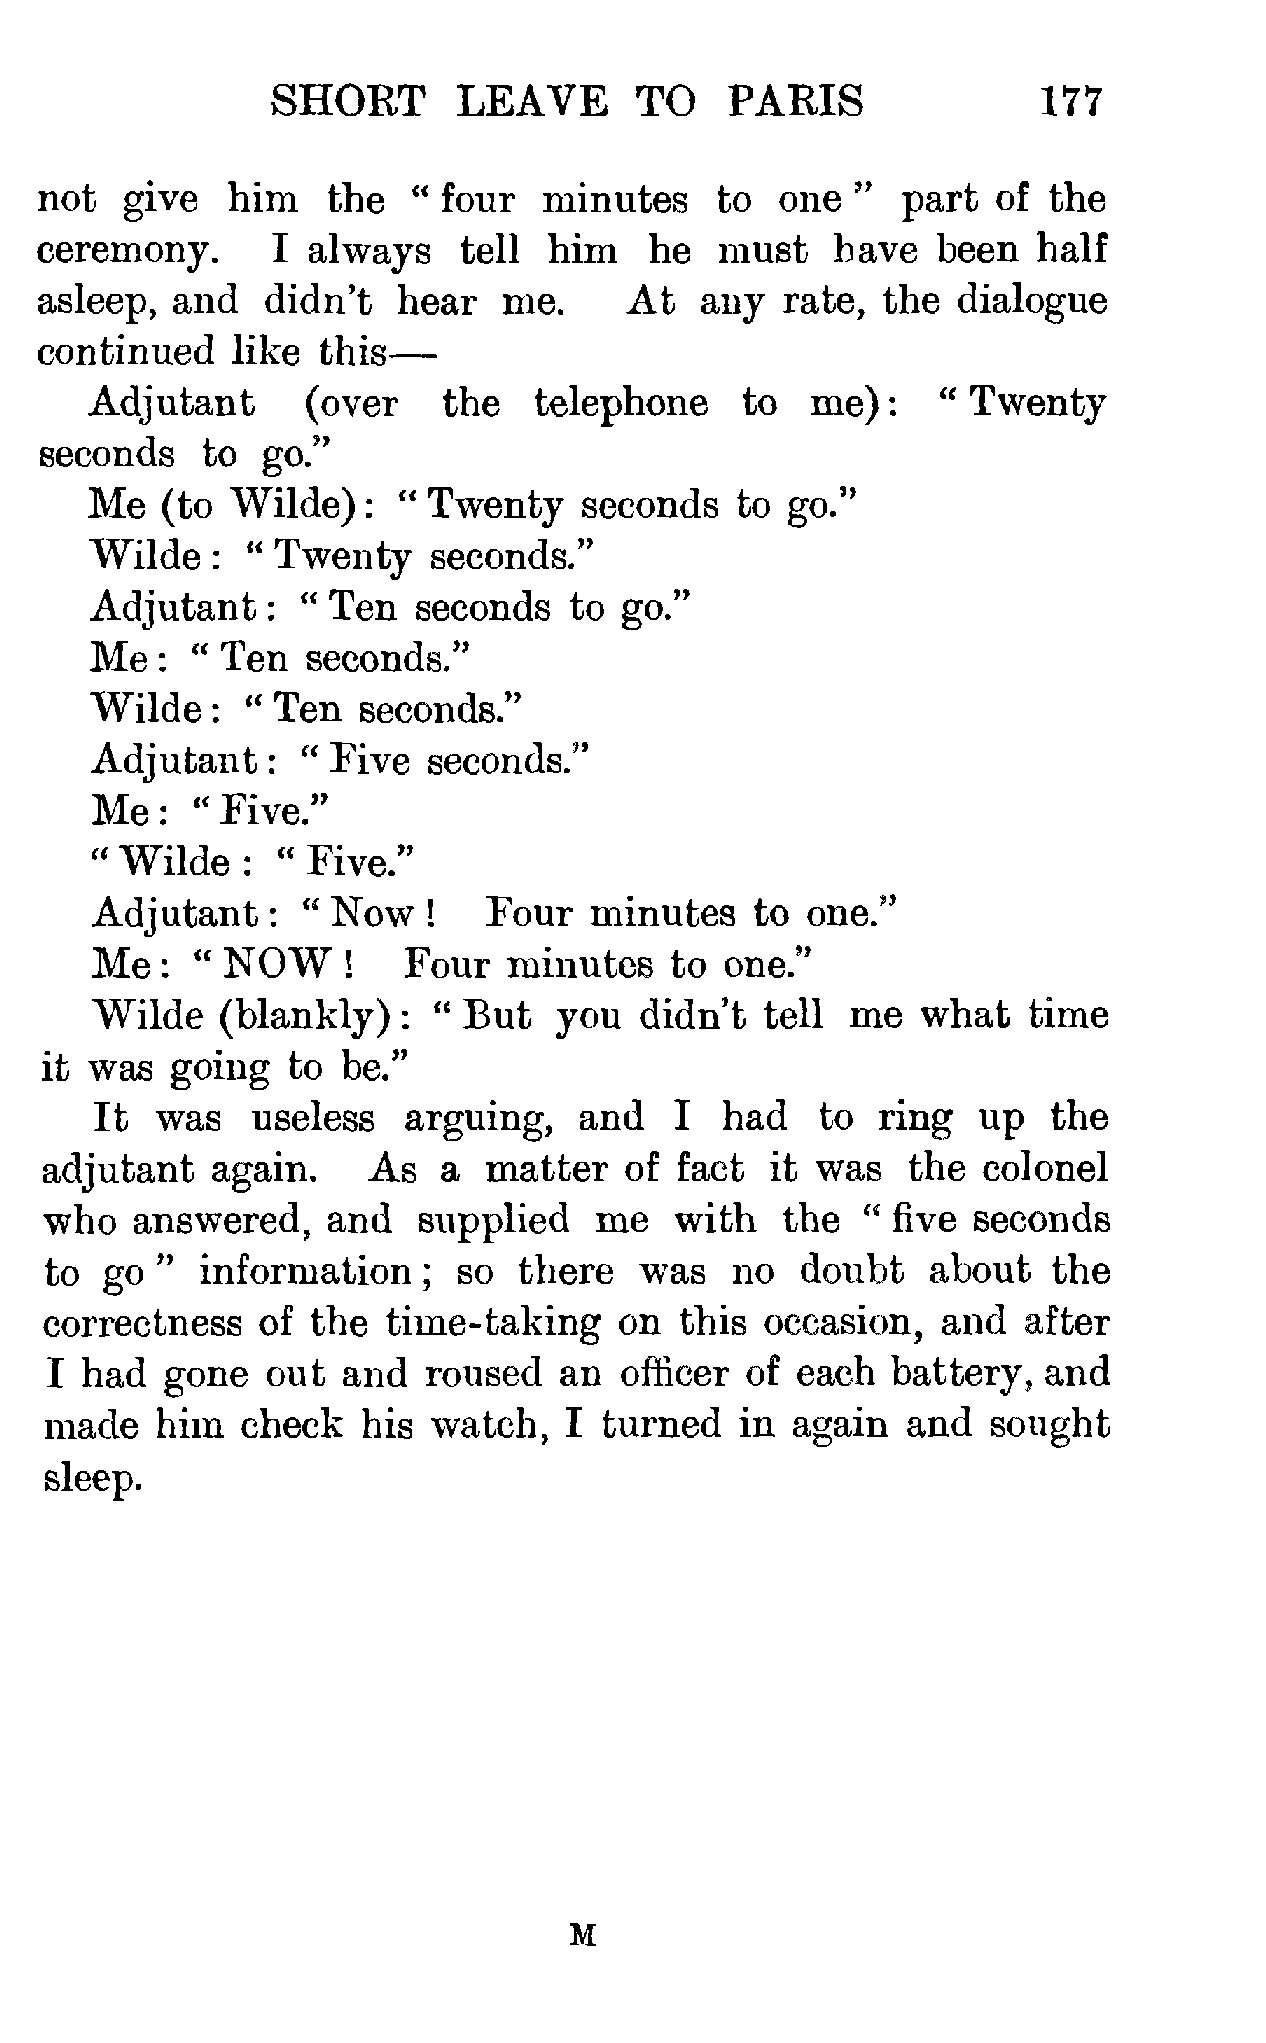 SHORT LEAVE TO PARIS 177
not give him the “ four minutes to one ” part of the
ceremony. I always tell him he must have been half
asleep, and didn’t hear me. At any rate, the dialogue
continued like this—
Adjutant (over the telephone to me): “ Twenty
seconds to go.”
Me (to Wilde): “ Twenty seconds to go.”
Wilde : “ Twenty seconds.”
Adjutant : “ Ten seconds to go.”
Me : “ Ten seconds.”
Wilde : “ Ten seconds.”
Adjutant : “ Five seconds.”
Me : “ Five.”
“ Wilde : “ Five.”
Adjutant : “ Now ! Four minutes to one.”
Me : “ NOW ! Four minutes to one.”
Wilde (blankly) : “ But you didn’t tell me what time
it was going to be.”
It was useless arguing, and I had to ring up the
adjutant again. As a matter of fact it was the colonel
who answered, and supplied me with the “ five seconds
to go ” information ; so there was no doubt about the
correctness of the time-taking on this occasion, and after
I had gone out and roused an officer of each battery, and
made him check his watch, I turned in again and sought
sleep.
M